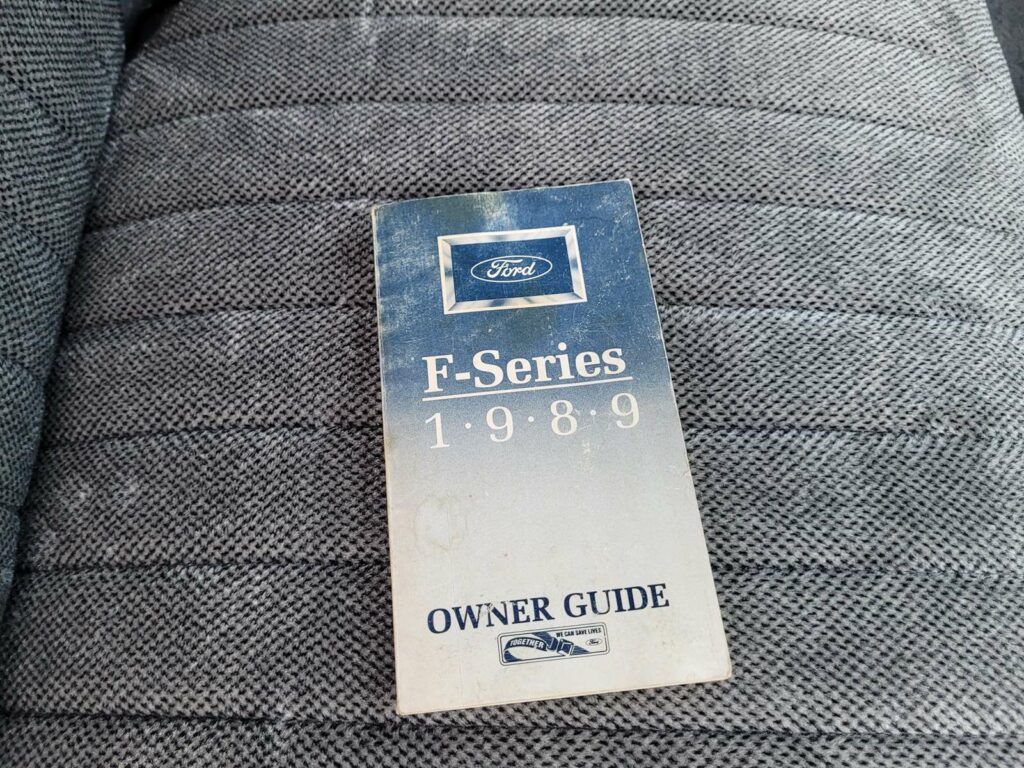 Ford
F-Series
1·9·8·9
OWNER GUIDE
TOGETHER
WE CAN SAVE LIVES
Ford